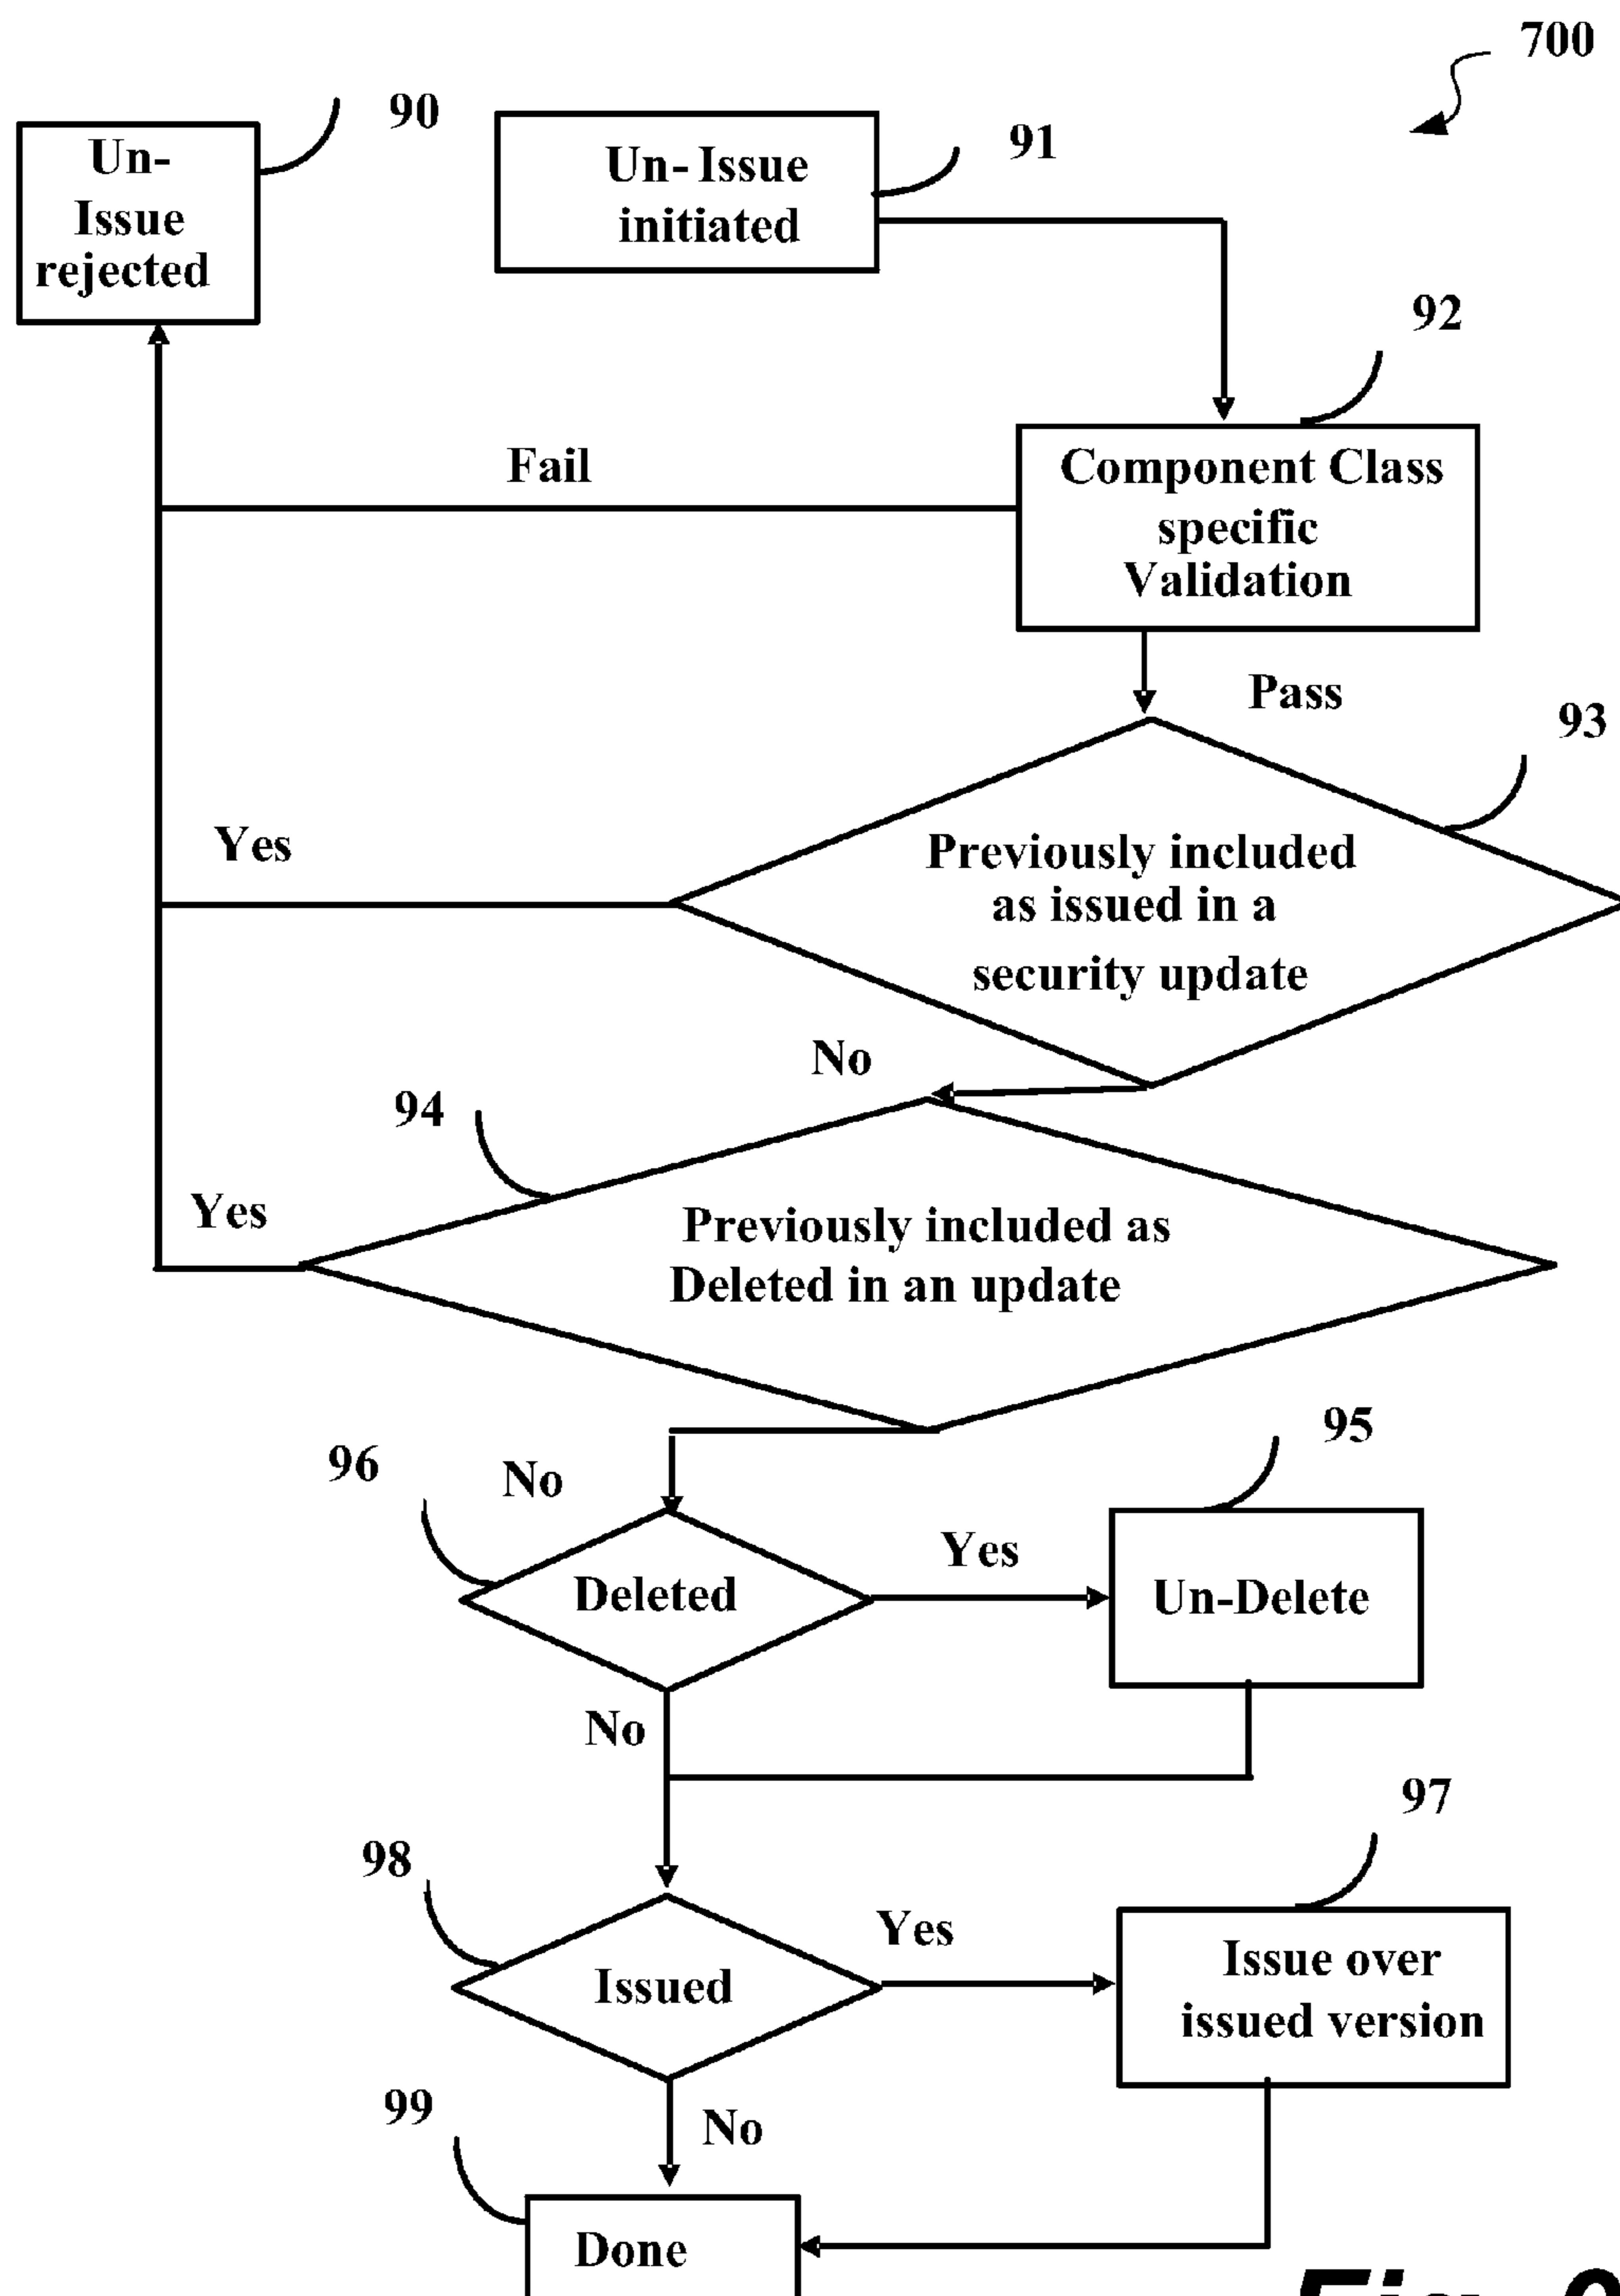 700
90
Un-
Issue
rejected
Un-Issue
initiated
91
92
Fail
Component Class
specific
Validation
Pass
93
Yes
Previously included
as issued in a
security update
No
94
Yes
Previously included as
Deleted in an update
95
96
No
Yes
Deleted
Un-Delete
No
97
98
Yes
Issued
Issue over
issued version
99
No
Done